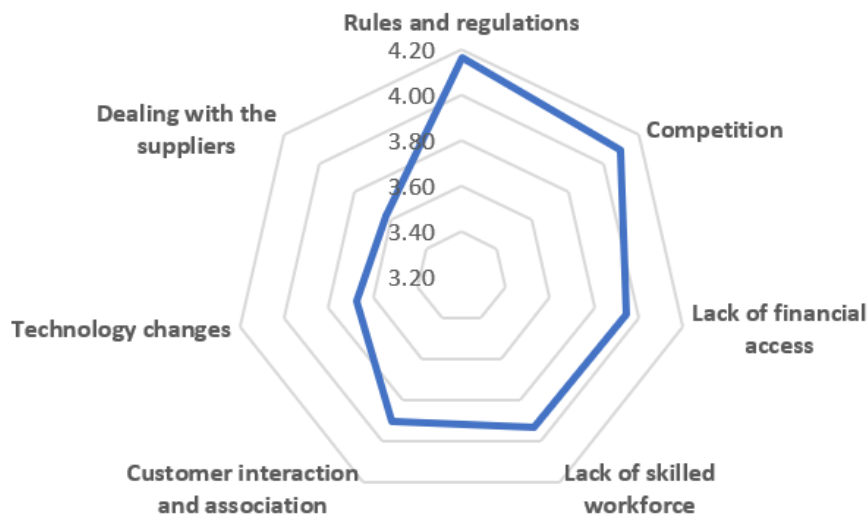 Rules and regulations
4.20
4.00
3.80
3.60
3.40
3.20
Competition
Lack of financial
access
Lack of skilled
workforce
Customer interaction
and association
Technology changes
Dealing with the
suppliers